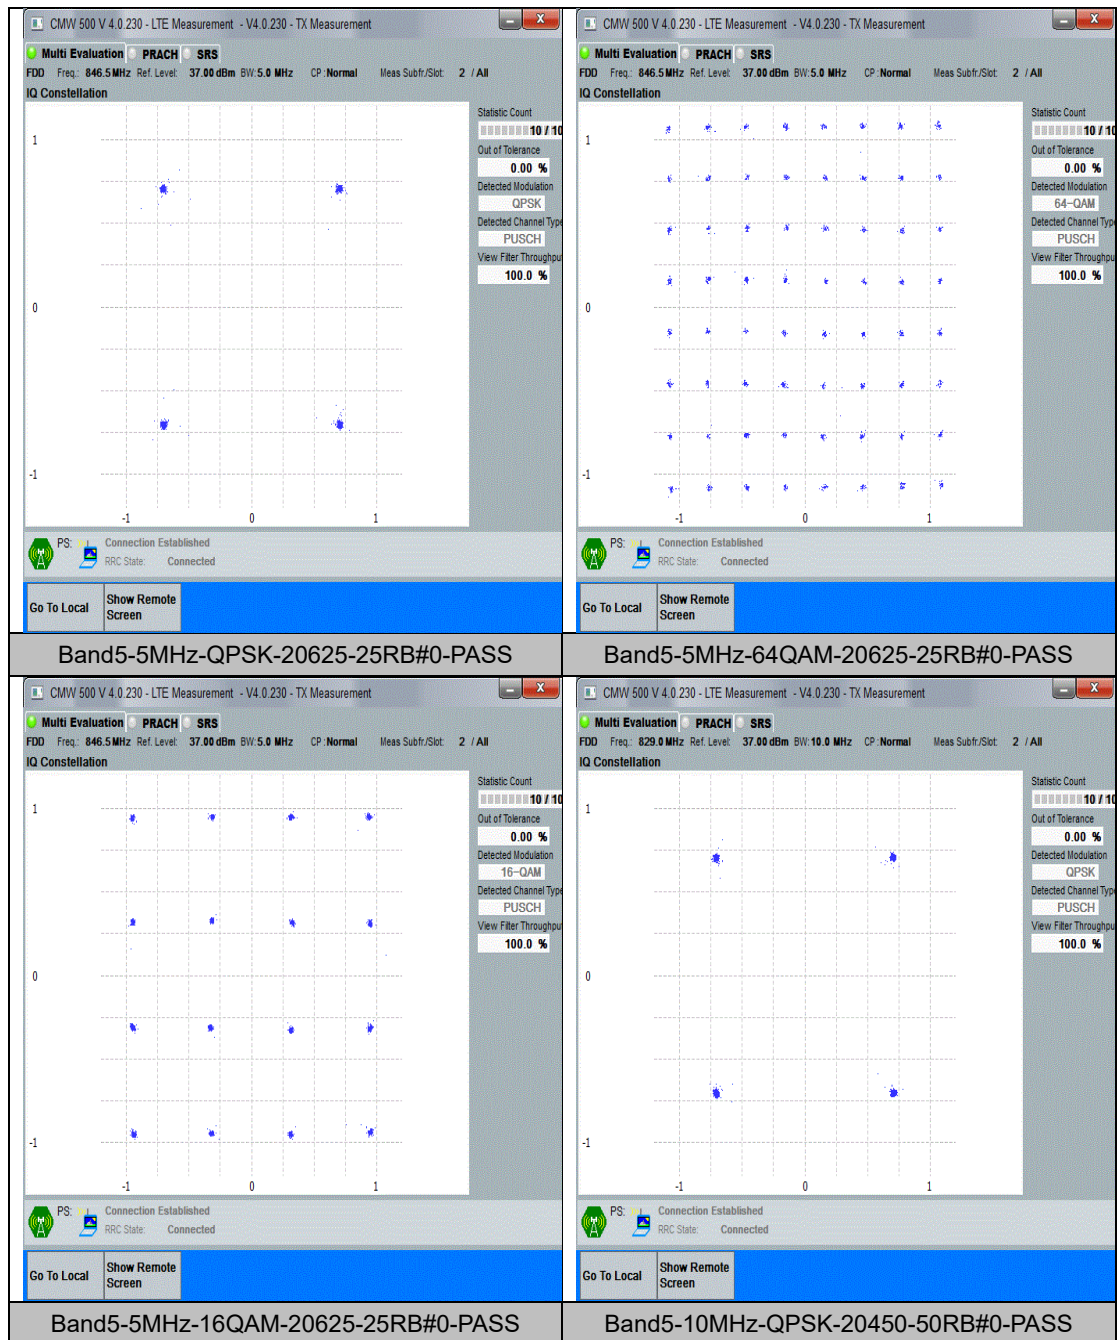 CMW 500 V 4.0.230 - LTE Measurement - V4.0.230 - TX Measurement
Multi Evaluation PRACH SRS
FDD Freq.: 846.5 MHz Ref. Level: 37.00 dBm BW: 5.0 MHz CP: Normal Meas Subfr./Slot: 2 / All
IQ Constellation
Statistic Count
10 / 10
Out of Tolerance
0.00 %
Detected Modulation
QPSK
Detected Channel Type
PUSCH
View Filter Throughpu
100.0 %
1
0
-1
-1 0 1
PS: Connection Established
RRC State: Connected
Go To Local
Show Remote
Screen
Band5-5MHz-QPSK-20625-25RB#0-PASS
CMW 500 V 4.0.230 - LTE Measurement - V4.0.230 - TX Measurement
Multi Evaluation PRACH SRS
FDD Freq.: 846.5 MHz Ref. Level: 37.00 dBm BW: 5.0 MHz CP: Normal Meas Subfr./Slot: 2 / All
IQ Constellation
Statistic Count
10 / 10
Out of Tolerance
0.00 %
Detected Modulation
64-QAM
Detected Channel Type
PUSCH
View Filter Throughpu
100.0 %
1
0
-1
-1 0 1
PS: Connection Established
RRC State: Connected
Go To Local
Show Remote
Screen
Band5-5MHz-64QAM-20625-25RB#0-PASS
CMW 500 V 4.0.230 - LTE Measurement - V4.0.230 - TX Measurement
Multi Evaluation PRACH SRS
FDD Freq.: 846.5 MHz Ref. Level: 37.00 dBm BW: 5.0 MHz CP: Normal Meas Subfr./Slot: 2 / All
IQ Constellation
Statistic Count
10 / 10
Out of Tolerance
0.00 %
Detected Modulation
16-QAM
Detected Channel Type
PUSCH
View Filter Throughpu
100.0 %
1
0
-1
-1 0 1
PS: Connection Established
RRC State: Connected
Go To Local
Show Remote
Screen
Band5-5MHz-16QAM-20625-25RB#0-PASS
CMW 500 V 4.0.230 - LTE Measurement - V4.0.230 - TX Measurement
Multi Evaluation PRACH SRS
FDD Freq.: 829.0 MHz Ref. Level: 37.00 dBm BW: 10.0 MHz CP: Normal Meas Subfr./Slot: 2 / All
IQ Constellation
Statistic Count
10 / 10
Out of Tolerance
0.00 %
Detected Modulation
QPSK
Detected Channel Type
PUSCH
View Filter Throughpu
100.0 %
1
0
-1
-1 0 1
PS: Connection Established
RRC State: Connected
Go To Local
Show Remote
Screen
Band5-10MHz-QPSK-20450-50RB#0-PASS